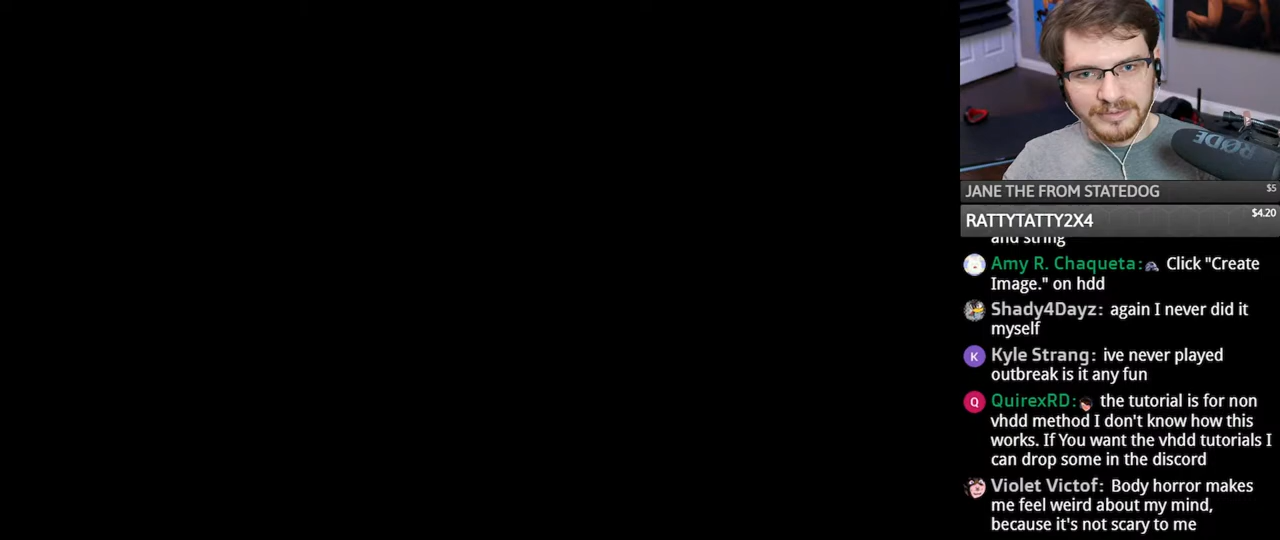 RØDE
JANE THE FROM STATEDOG
$5
RATTYTATTY2X4
$4.20
and string
Amy R. Chaqueta: Click "Create
Image." on hdd
Shady4Dayz: again I never did it
myself
K
Kyle Strang: ive never played
outbreak is it any fun
Q
QuirexRD: the tutorial is for non
vhdd method I don't know how this
works. If You want the vhdd tutorials I
can drop some in the discord
Violet Victof: Body horror makes
me feel weird about my mind,
because it's not scary to me